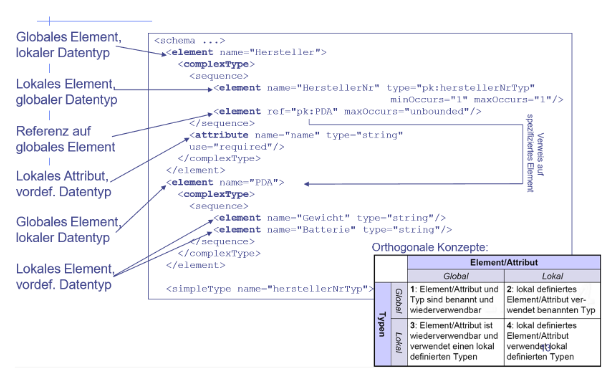 Globales Element,
lokaler Datentyp
Lokales Element,
globaler Datentyp
Referenz auf
globales Element
Lokales Attribut,
vordef. Datentyp
Globales Element,
lokaler Datentyp
Lokales Element,
vordef. Datentyp
<schema ...>
<element name="Hersteller">
<complexType>
<sequence>
<element name="HerstellerNr" type="pk:herstellerNrTyp"
minOccurs="1" maxOccurs="1"/>
<element ref="pk:PDA" maxOccurs="unbounded"/>
</sequence>
<attribute name="name" type="string"
use="required"/>
</complexType>
</element>
<element name="PDA">
<complexType>
<sequence>
<element name="Gewicht" type="string"/>
<element name="Batterie" type="string"/>
</sequence>
</complexType>
</element>
<simpleType name="herstellerNrTyp">
Verweis auf
spezifiziertes Element
Orthogonale Konzepte:
Element/Attribut
Global Lokal
Typen
Global
1: Element/Attribut und
Typ sind benannt und
wiederverwendbar
2: lokal definiertes
Element/Attribut ver-
wendet benannten Typ
Lokal
3: Element/Attribut ist
wiederverwendbar und
verwendet einen lokal
definierten Typen
4: lokal definiertes
Element/Attribut
verwendet lokal
definierten Typen